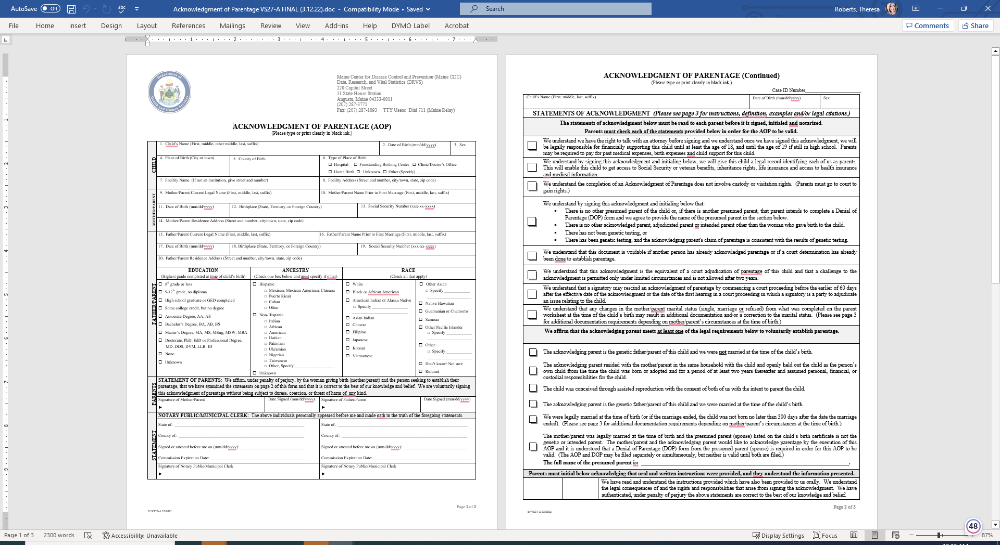 AutoSave Off abc Acknowledgment of Parentage VS27-A FINAL (3.12.22).doc - Compatibility Mode • Saved Search Roberts, Theresa
File Home Insert Design Layout References Mailings Review View Add-ins Help DYMO Label Acrobat Comments Share
1 2 3 4 5 6 7
Department of
Health and Human Services
Maine Center for Disease Control and Prevention (Maine CDC)
Data, Research, and Vital Statistics (DRVS)
220 Capitol Street
11 State House Station
Augusta, Maine 04333-0011
(207) 287-3771
Fax: (207) 287-1093 TTY Users: Dial 711 (Maine Relay)
ACKNOWLEDGMENT OF PARENTAGE (AOP)
(Please type or print clearly in black ink.)
CHILD
1. Child's Name (First, middle, other middle, last, suffix) 2. Date of Birth (mm/dd/yyyy) 3. Sex
4. Place of Birth (City or town) 5. County of Birth 6. Type of Place of Birth
Hospital Freestanding Birthing Center Clinic/Doctor's Office
Home Birth Unknown Other (Specify)
7. Facility Name (If not an institution, give street and number) 8. Facility Address (Street and number, city/town, state, zip code)
MOTHER/PARENT
9. Mother/Parent Current Legal Name (First, middle, last, suffix) 10. Mother/Parent Name Prior to First Marriage (First, middle, last, suffix)
11. Date of Birth (mm/dd/yyyy) 12. Birthplace (State, Territory, or Foreign Country) 13. Social Security Number (xxx-xx-xxxx)
14. Mother/Parent Residence Address (Street and number, city/town, state, zip code)
FATHER/PARENT
15. Father/Parent Current Legal Name (First, middle, last, suffix) 16. Father/Parent Name Prior to First Marriage (First, middle, last, suffix)
17. Date of Birth (mm/dd/yyyy) 18. Birthplace (State, Territory, or Foreign Country) 19. Social Security Number (xxx-xx-xxxx)
20. Father/Parent Residence Address (Street and number, city/town, state, zip code)
EDUCATION
(Highest grade completed at time of child's birth)
8th grade or less
9-12th grade, no diploma
High school graduate or GED completed
Some college credit, but no degree
Associate Degree, AA, AS
Bachelor's Degree, BA, AB, BS
Master's Degree, MA, MS, MEng, MSW, MBA
Doctorate, PhD, EdD or Professional Degree,
MD, DDS, DVM, LLB, JD
None
Unknown
ANCESTRY
(Check one box below and must specify if other)
Hispanic
Mexican, Mexican American, Chicana
Puerto Rican
Cuban
Other
Non-Hispanic
Italian
African
American
Haitian
Pakistani
Ukrainian
Nigerian
Taiwanese
Other, Specify
Unknown
RACE
(Check all that apply)
White
Black or African American
American Indian or Alaska Native
Specify
Asian Indian
Chinese
Filipino
Japanese
Korean
Vietnamese
Other Asian
Specify
Native Hawaiian
Guamanian or Chamorro
Samoan
Other Pacific Islander
Specify
Other
Specify
Don't know/ Not sure
Refused
PARENTS
STATEMENT OF PARENTS: We affirm, under penalty of perjury, by the woman giving birth (mother/parent) and the person seeking to establish their
parentage, that we have examined the statements on page 2 of this form and that it is correct to the best of our knowledge and belief. We are voluntarily signing
this acknowledgment of parentage without being subject to duress, coercion, or threat of harm of any kind.
Signature of Mother/Parent Date Signed (mm/dd/yyyy) Signature of Father/Parent Date Signed (mm/dd/yyyy)
STATEMENT
NOTARY PUBLIC/MUNICIPAL CLERK: The above individuals personally appeared before me and made oath to the truth of the foregoing statements.
State of: State of:
County of: County of:
Signed or attested before me on (mm/dd/yyyy): Signed or attested before me on (mm/dd/yyyy):
Commission Expiration Date: Commission Expiration Date:
Signature of Notary Public/Municipal Clerk Signature of Notary Public/Municipal Clerk
Page 1 of 3
S:\VS27-A 12/2021
ACKNOWLEDGMENT OF PARENTAGE (Continued)
(Please type or print clearly in black ink.)
Case ID Number
Child's Name (First, middle, last, suffix) Date of Birth (mm/dd/yyyy) Sex
STATEMENTS OF ACKNOWLEDGMENT (Please see page 3 for instructions, definition, examples and/or legal citations.)
The statements of acknowledgment below must be read to each parent before it is signed, initialed and notarized.
Parents must check each of the statements provided below in order for the AOP to be valid.
We understand we have the right to talk with an attorney before signing and we understand once we have signed this acknowledgment, we will
be legally responsible for financially supporting this child until at least the age of 18, and until the age of 19 if still in high school. Parents
may be required to pay for past medical expenses, birth expenses and child support for this child.
We understand by signing this acknowledgment and initialing below, we will give this child a legal record identifying each of us as parents.
This will enable this child to get access to Social Security or veteran benefits, inheritance rights, life insurance and access to health insurance
and medical information.
We understand the completion of an Acknowledgment of Parentage does not involve custody or visitation rights. (Parents must go to court to
gain rights.)
We understand by signing this acknowledgment and initialing below that:
There is no other presumed parent of the child or, if there is another presumed parent, that parent intends to complete a Denial of
Parentage (DOP) form and we agree to provide the name of the presumed parent in the section below.
There is no other acknowledged parent, adjudicated parent or intended parent other than the woman who gave birth to the child.
There has not been genetic testing, or
There has been genetic testing, and the acknowledging parent's claim of parentage is consistent with the results of genetic testing.
We understand that this document is voidable if another person has already acknowledged parentage or if a court determination has already
been done to establish parentage.
We understand that this acknowledgment is the equivalent of a court adjudication of parentage of this child and that a challenge to the
acknowledgment is permitted only under limited circumstances and is not allowed after two years.
We understand that a signatory may rescind an acknowledgment of parentage by commencing a court proceeding before the earlier of 60 days
after the effective date of the acknowledgment or the date of the first hearing in a court proceeding in which a signatory is a party to adjudicate
an issue relating to the child.
We understand that any changes in the mother/parent marital status (single, marriage or refused) from what was completed on the parent
worksheet at the time of the child's birth may result in additional documentation and/or a correction to the marital status. (Please see page 3
for additional documentation requirements depending on mother/parent's circumstances at the time of birth.)
We affirm that the acknowledging parent meets at least one of the legal requirements below to voluntarily establish parentage.
The acknowledging parent is the genetic father/parent of this child and we were not married at the time of the child's birth.
The acknowledging parent resided with the mother/parent in the same household with the child and openly held out the child as the person's
own child from the time the child was born or adopted and for a period of at least two years thereafter and assumed personal, financial, or
custodial responsibilities for the child.
The child was conceived through assisted reproduction with the consent of both of us with the intent to parent the child.
The acknowledging parent is the genetic father/parent of this child and we were married at the time of the child's birth.
We were legally married at the time of birth (or if the marriage ended, the child was not born no later than 300 days after the date the marriage
ended). (Please see page 3 for additional documentation requirements depending on mother/parent's circumstances at the time of birth.)
The mother/parent was legally married at the time of birth and the presumed parent (spouse) listed on the child's birth certificate is not the
genetic or intended parent. The mother/parent and the acknowledging parent would like to acknowledge parentage by the execution of this
AOP and it is understood that a Denial of Parentage (DOP) form from the presumed parent (spouse) is required in order for this AOP to be
valid. (The AOP and DOP may be filed separately or simultaneously, but neither is valid until both are filed.)
The full name of the presumed parent is: .
Parents must initial below acknowledging that oral and written instructions were provided, and they understand the information presented.
We have read and understand the instructions provided which have also been provided to us orally. We understand
the legal consequences of and the rights and responsibilities that arise from signing the acknowledgment. We have
authenticated, under penalty of perjury the above statements are correct to the best of our knowledge and belief.
Page 2 of 3
S:\VS27-A 02/2022
48
Page 1 of 3 2300 words Accessibility: Unavailable Display Settings Focus 87%